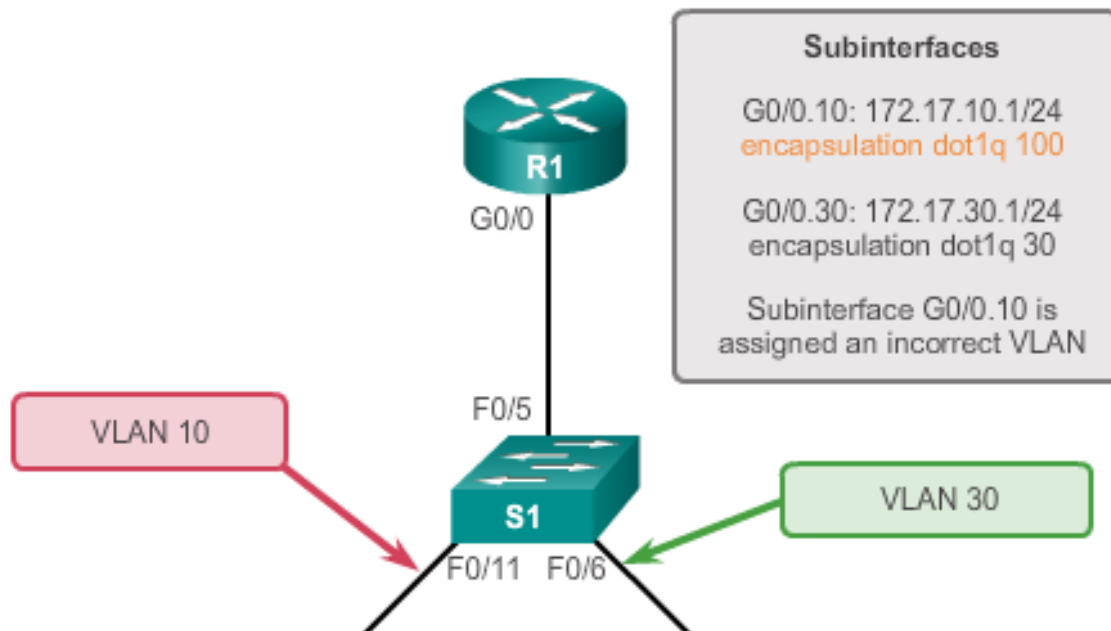 Subinterfaces
G0/0.10: 172.17.10.1/24
encapsulation dot1q 100
G0/0.30: 172.17.30.1/24
encapsulation dot1q 30
Subinterface G0/0.10 is
assigned an incorrect VLAN
R1
G0/0
F0/5
VLAN 10
VLAN 30
S1
F0/11
F0/6